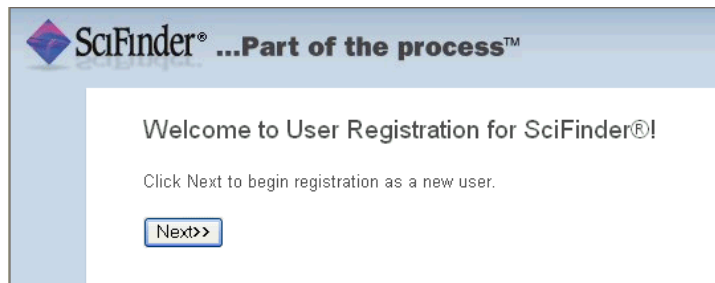 SciFinder® ...Part of the process™
Welcome to User Registration for SciFinder®!
Click Next to begin registration as a new user.
Next>>